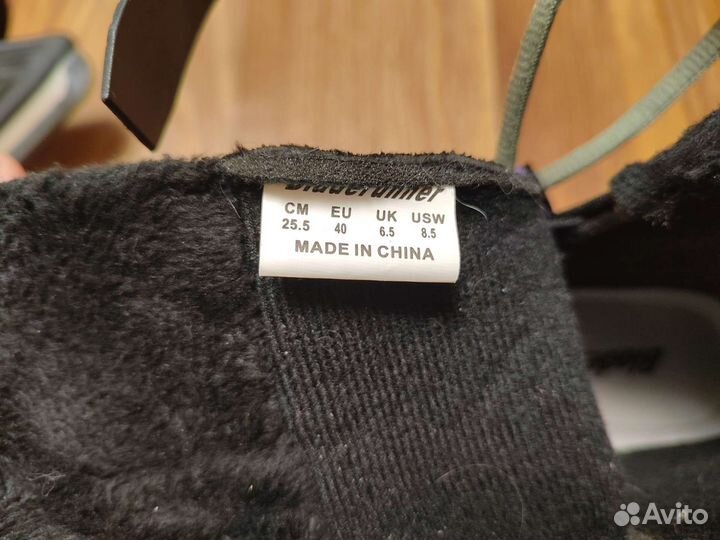 Bladerunner
CM EU UK USW
25.5 40 6.5 8.5
MADE IN CHINA
Avito